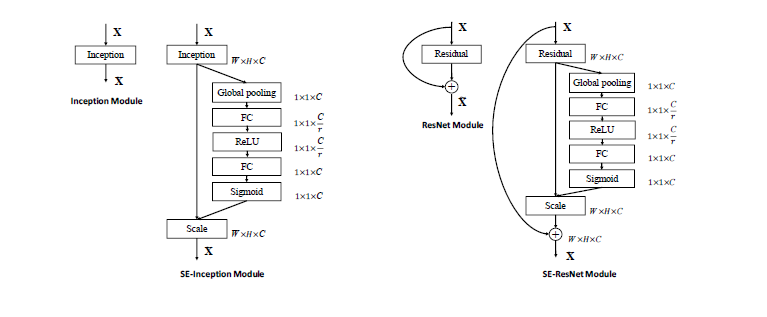 X
Inception
X
Inception Module
X
Inception
W×H×C
Global pooling
1×1×C
FC
1×1×C/r
ReLU
1×1×C/r
FC
1×1×C
Sigmoid
1×1×C
Scale
W×H×C
X̃
SE-Inception Module
X
Residual
+
X̃
ResNet Module
X
Residual
W×H×C
Global pooling
1×1×C
FC
1×1×C/r
ReLU
1×1×C/r
FC
1×1×C
Sigmoid
1×1×C
Scale
W×H×C
+
W×H×C
X̃
SE-ResNet Module